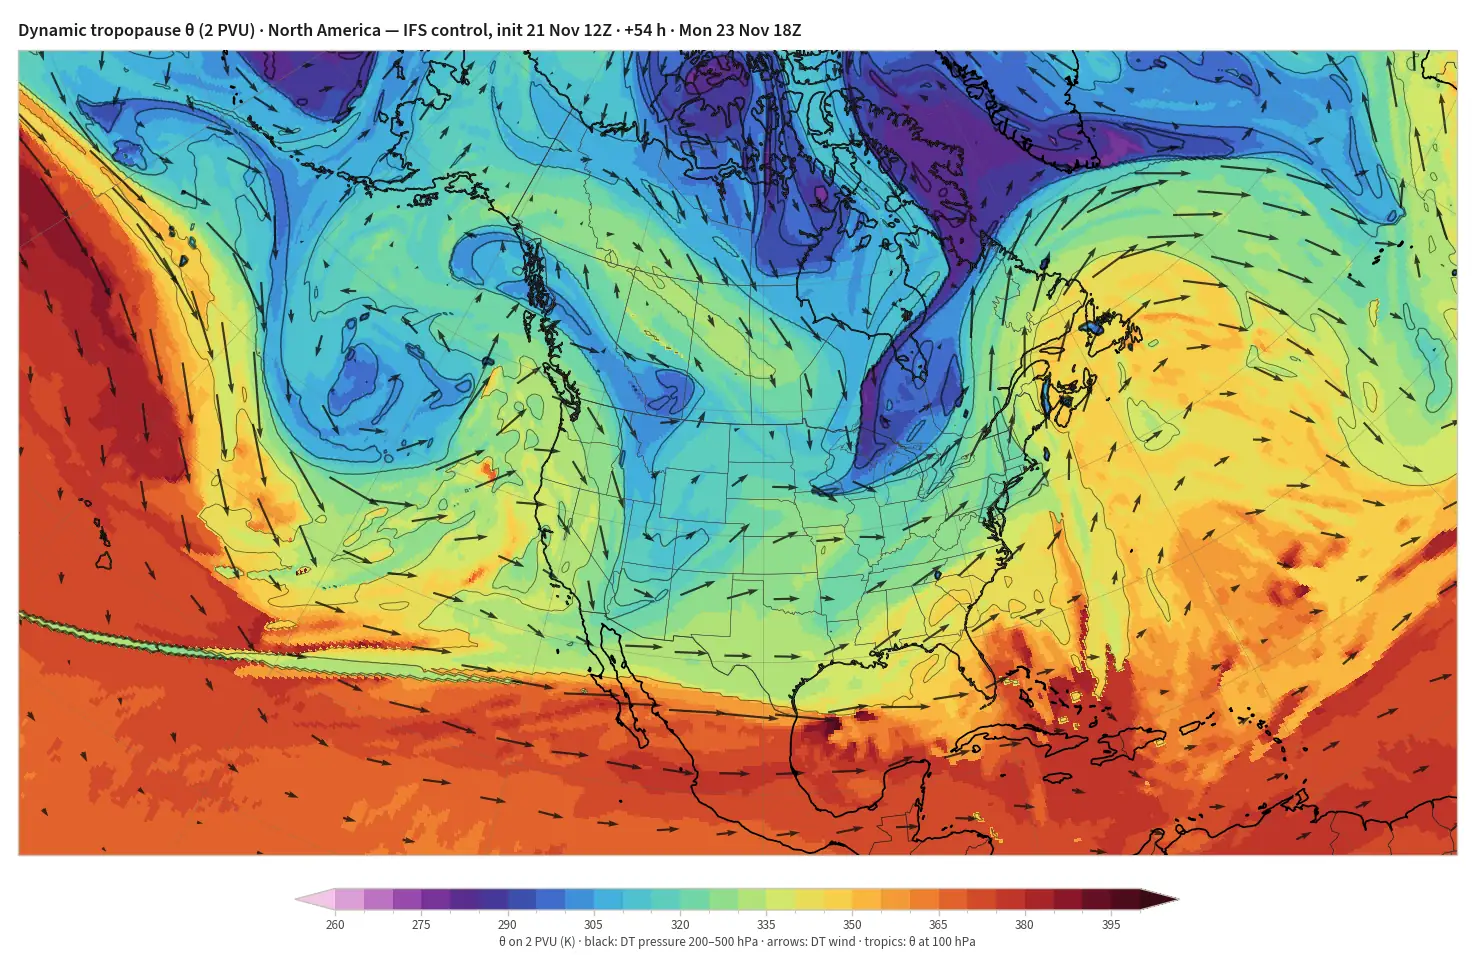 Dynamic tropopause θ (2 PVU) · North America — IFS control, init 21 Nov 12Z · +54 h · Mon 23 Nov 18Z
260 275 290 305 320 335 350 365 380 395
θ on 2 PVU (K) · black: DT pressure 200–500 hPa · arrows: DT wind · tropics: θ at 100 hPa